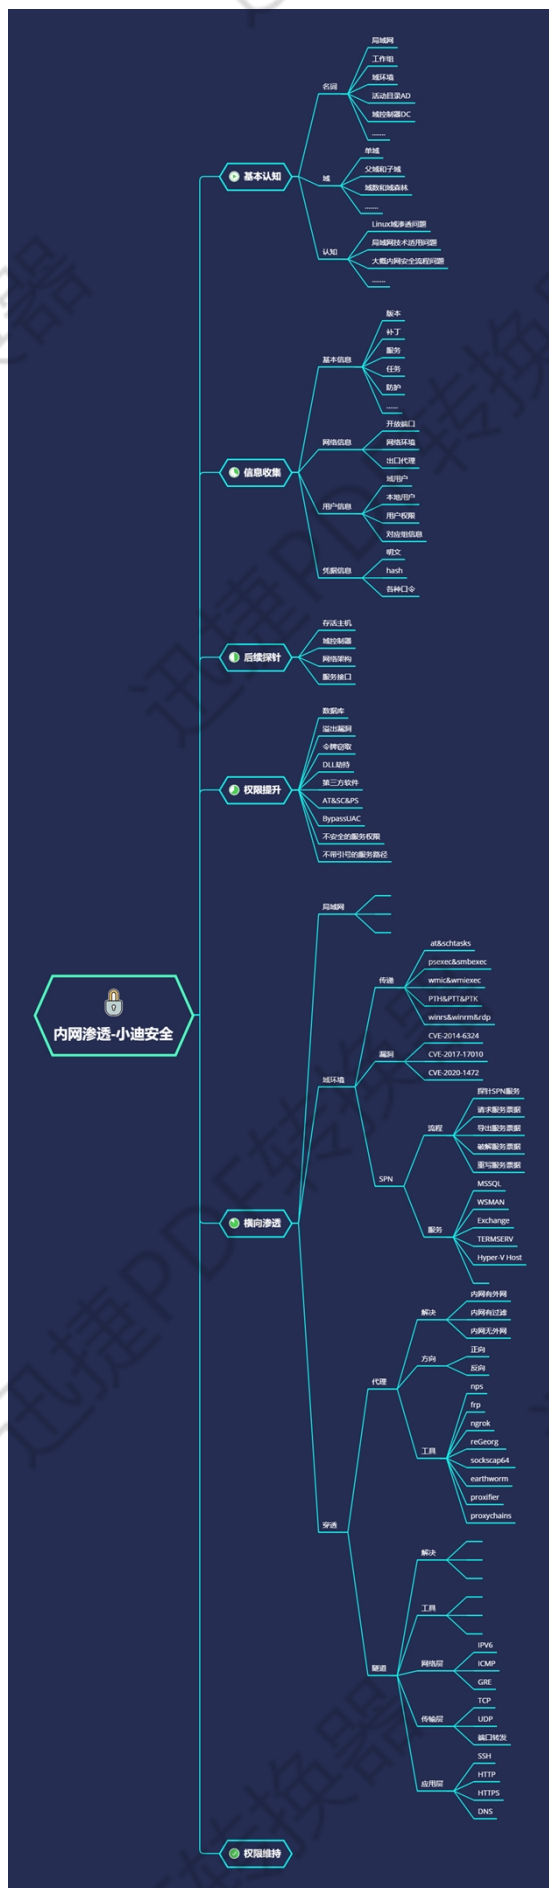 内网渗透-小迪安全
基本认知
名词
局域网
工作组
域环境
活动目录AD
域控制器DC
......
域
单域
父域和子域
域数和域森林
......
认知
Linux域渗透问题
局域网技术适用问题
大概内网安全流程问题
......
信息收集
基本信息
版本
补丁
服务
任务
防护
......
网络信息
开放端口
网络环境
出口代理
用户信息
域用户
本地用户
用户权限
对应组信息
凭据信息
明文
hash
各种口令
后续探针
存活主机
域控制器
网络架构
服务接口
权限提升
数据库
溢出漏洞
令牌窃取
DLL劫持
第三方软件
AT&SC&PS
BypassUAC
不安全的服务权限
不带引号的服务路径
横向渗透
局域网
域环境
传递
at&schtasks
psexec&smbexec
wmic&wmiexec
PTH&PTT&PTK
winrs&winrm&rdp
漏洞
CVE-2014-6324
CVE-2017-17010
CVE-2020-1472
SPN
流程
探针SPN服务
请求服务票据
导出服务票据
破解服务票据
重写服务票据
服务
MSSQL
WSMAN
Exchange
TERMSERV
Hyper-V Host
穿透
代理
解决
内网有外网
内网有过滤
内网无外网
方向
正向
反向
工具
nps
frp
ngrok
reGeorg
sockscap64
earthworm
proxifier
proxychains
隧道
解决
工具
网络层
IPV6
ICMP
GRE
传输层
TCP
UDP
端口转发
应用层
SSH
HTTP
HTTPS
DNS
权限维持
迅捷PDF转换器